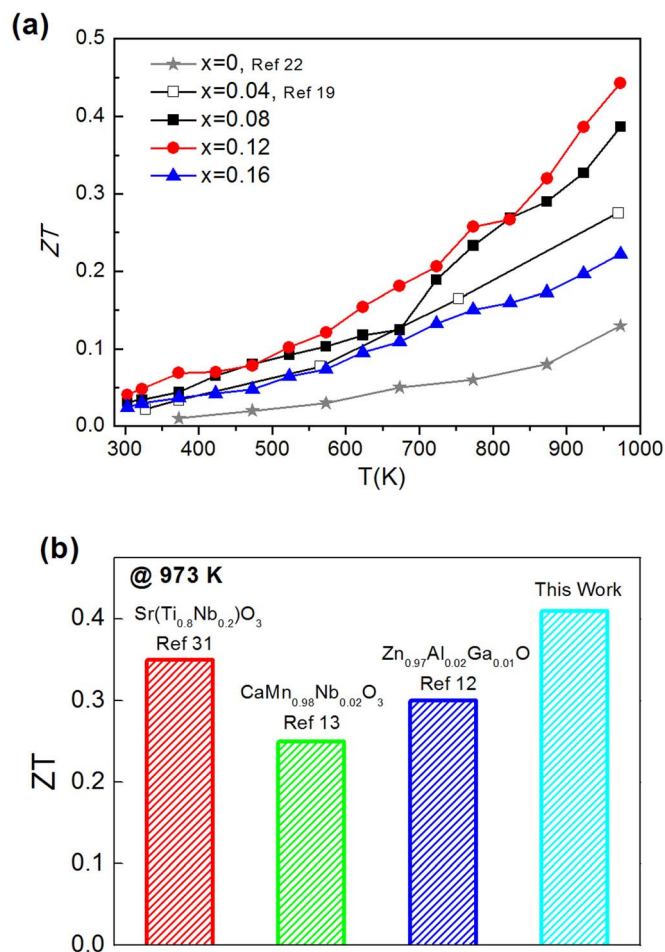 (a)
0.5
0.4
0.3
0.2
0.1
0.0
ZT
x=0, Ref 22
x=0.04, Ref 19
x=0.08
x=0.12
x=0.16
300 400 500 600 700 800 900 1000
T(K)
(b)
@ 973 K
0.4
0.3
0.2
0.1
0.0
ZT
Sr(Ti0.8Nb0.2)O3
Ref 31
CaMn0.98Nb0.02O3
Ref 13
Zn0.97Al0.02Ga0.01O
Ref 12
This Work